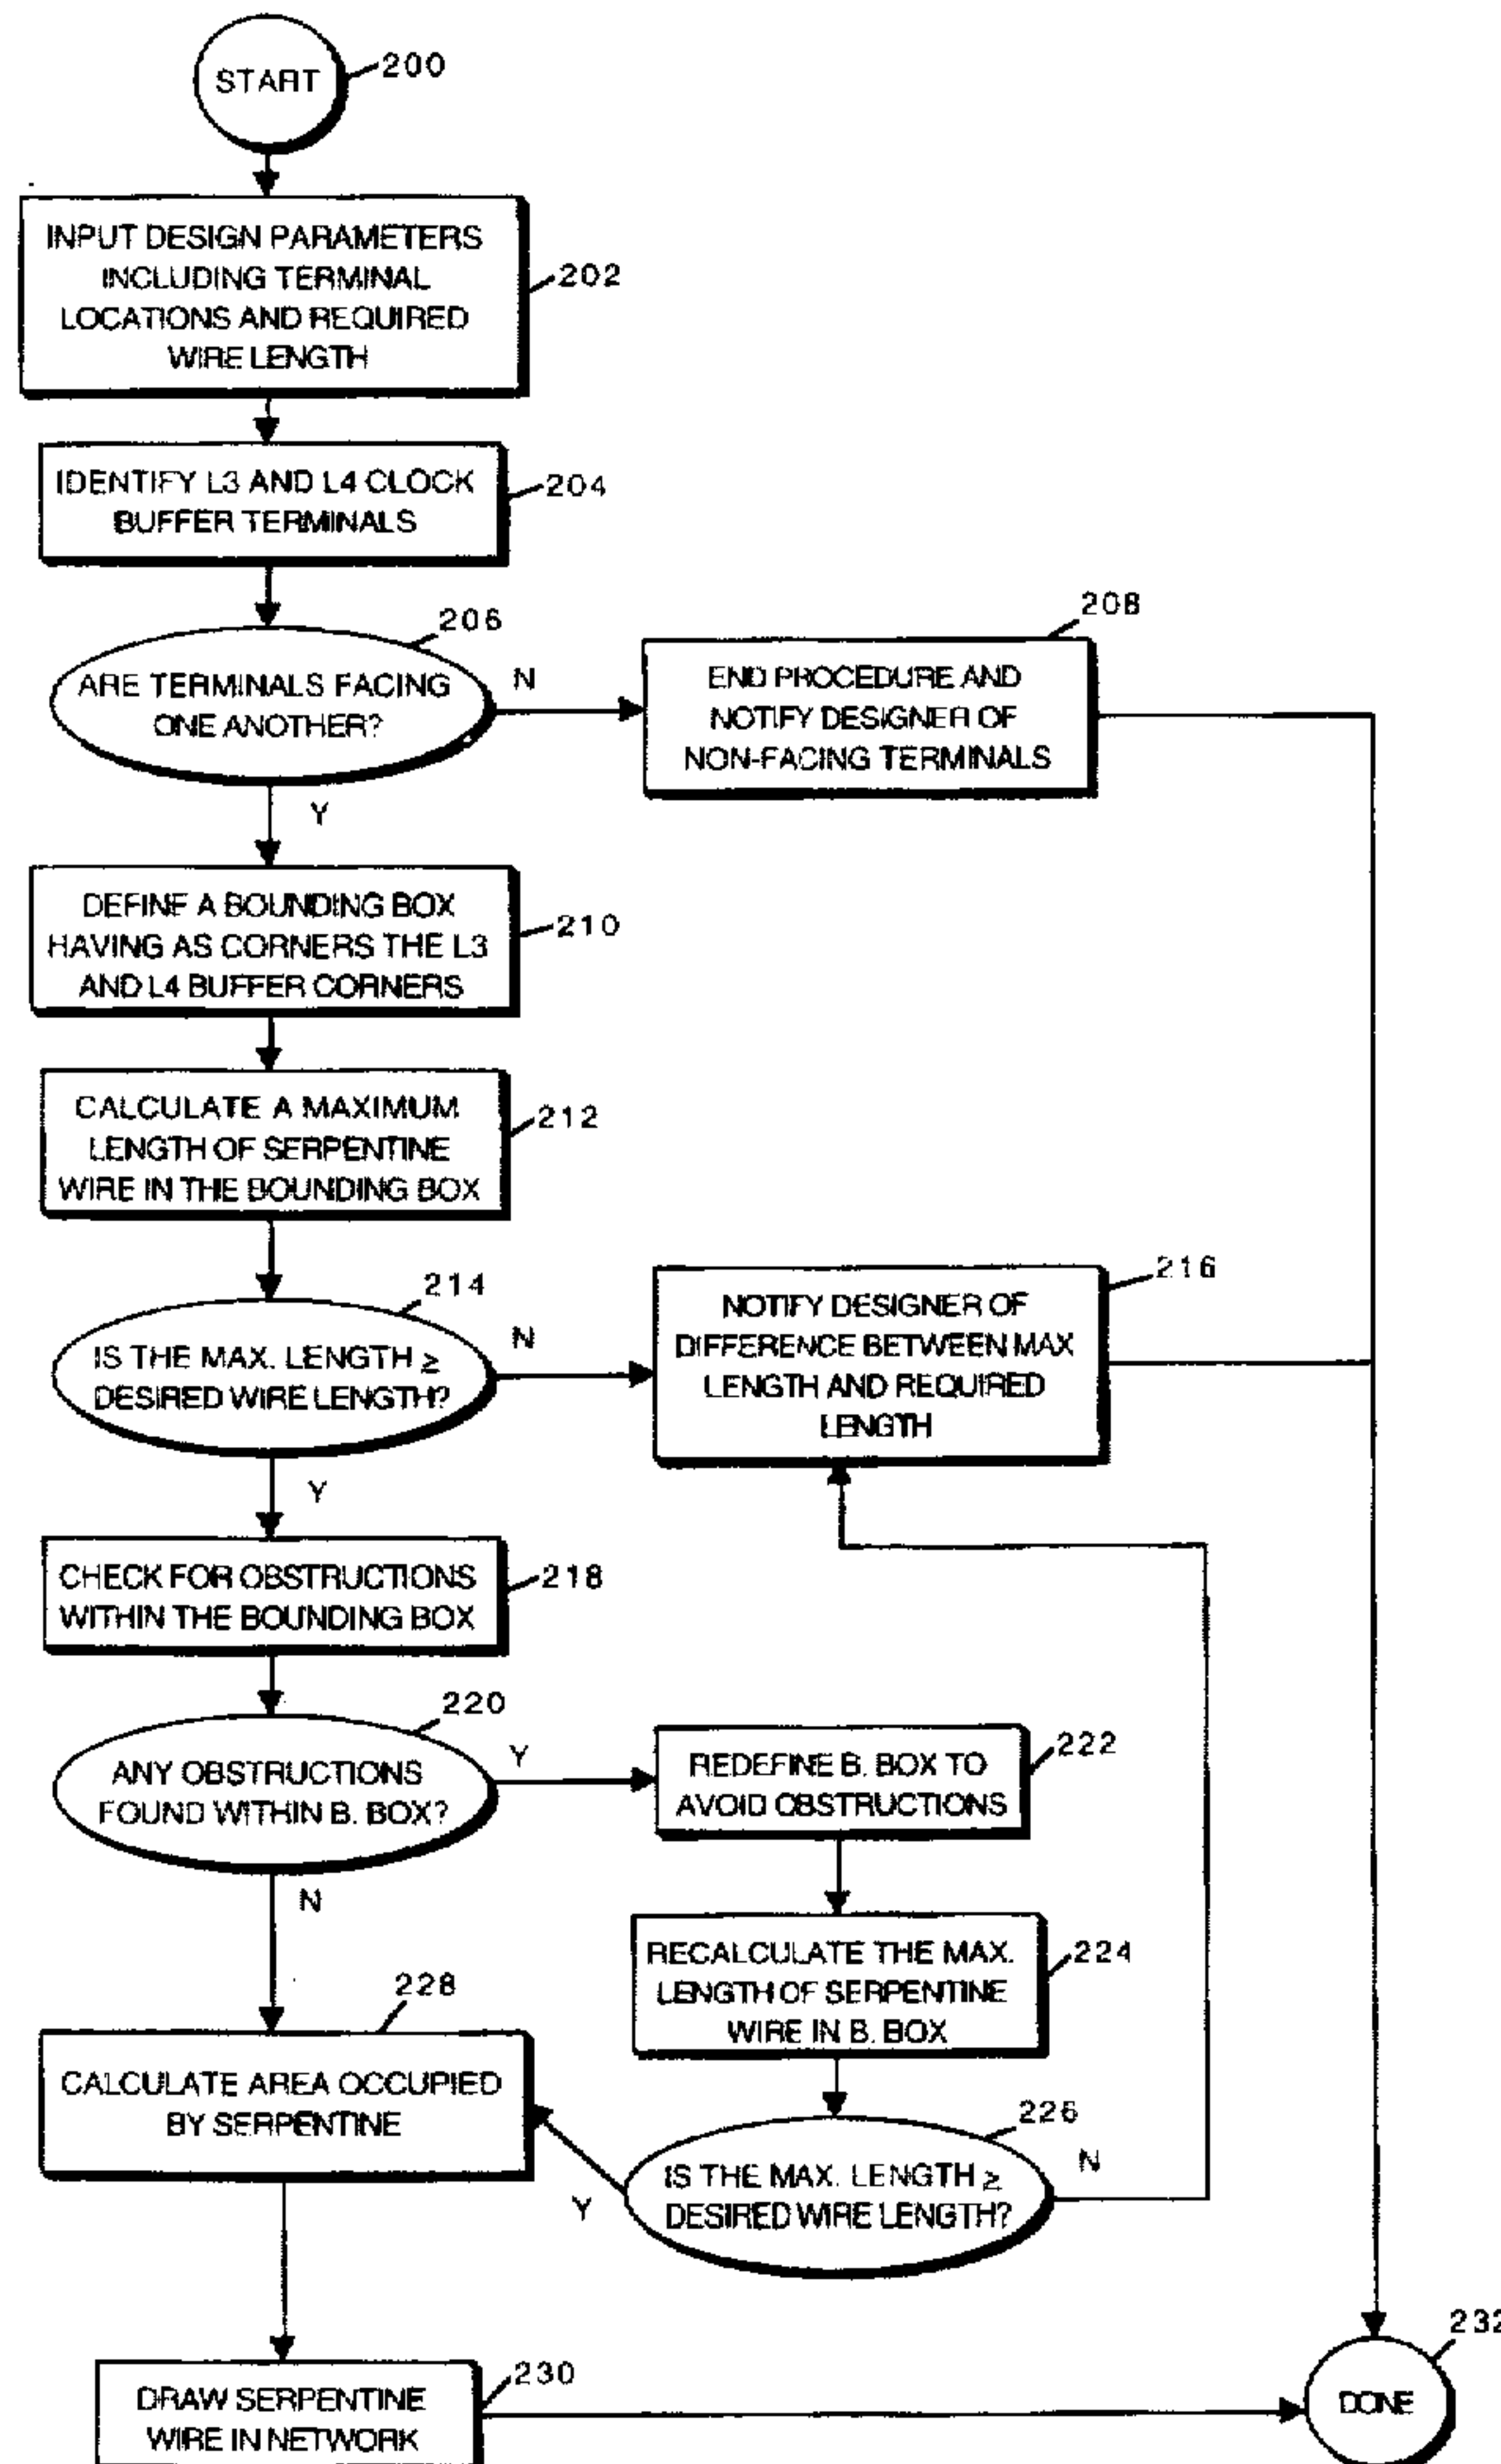 START
200
INPUT DESIGN PARAMETERS
INCLUDING TERMINAL
LOCATIONS AND REQUIRED
WIRE LENGTH
202
IDENTIFY L3 AND L4 CLOCK
BUFFER TERMINALS
204
ARE TERMINALS FACING
ONE ANOTHER?
206
N
Y
END PROCEDURE AND
NOTIFY DESIGNER OF
NON-FACING TERMINALS
208
DEFINE A BOUNDING BOX
HAVING AS CORNERS THE L3
AND L4 BUFFER CORNERS
210
CALCULATE A MAXIMUM
LENGTH OF SERPENTINE
WIRE IN THE BOUNDING BOX
212
IS THE MAX. LENGTH ≥
DESIRED WIRE LENGTH?
214
N
Y
NOTIFY DESIGNER OF
DIFFERENCE BETWEEN MAX
LENGTH AND REQUIRED
LENGTH
216
CHECK FOR OBSTRUCTIONS
WITHIN THE BOUNDING BOX
218
ANY OBSTRUCTIONS
FOUND WITHIN B. BOX?
220
Y
N
REDEFINE B. BOX TO
AVOID OBSTRUCTIONS
222
RECALCULATE THE MAX.
LENGTH OF SERPENTINE
WIRE IN B. BOX
224
IS THE MAX. LENGTH ≥
DESIRED WIRE LENGTH?
226
N
Y
CALCULATE AREA OCCUPIED
BY SERPENTINE
228
DRAW SERPENTINE
WIRE IN NETWORK
230
DONE
232